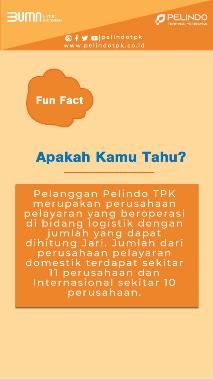 BUMN
PELINDO
TERMINAL PETIKEMAS
|pelindotpk
www.pelindotpk.co.id
Fun Fact
Apakah Kamu Tahu?
Pelanggan Pelindo TPK
merupakan perusahaan
pelayaran yang beroperasi
di bidang logistik dengan
jumlah yang dapat
dihitung Jari. Jumlah dari
perusahaan pelayaran
domestik terdapat sekitar
11 perusahaan dan
Internasional sekitar 10
perusahaan.